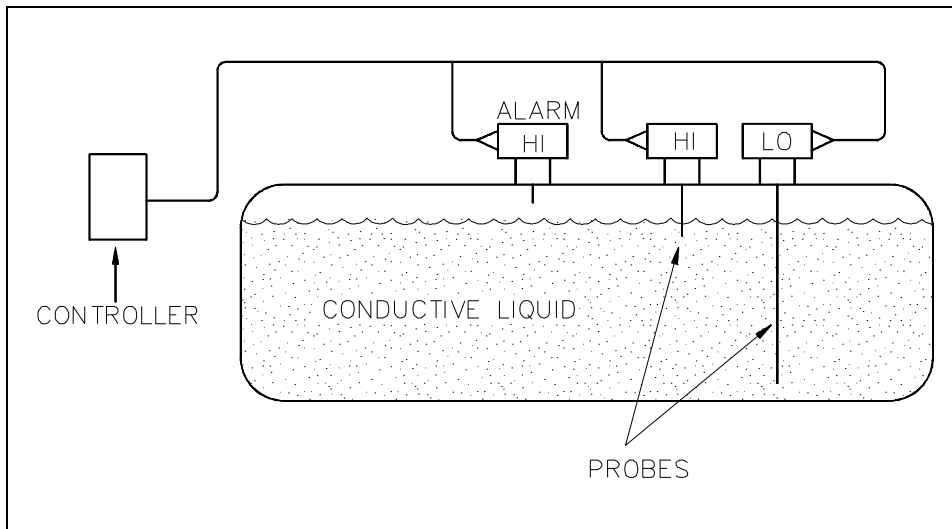 ALARM
HI
HI
LO
CONTROLLER
CONDUCTIVE LIQUID
PROBES